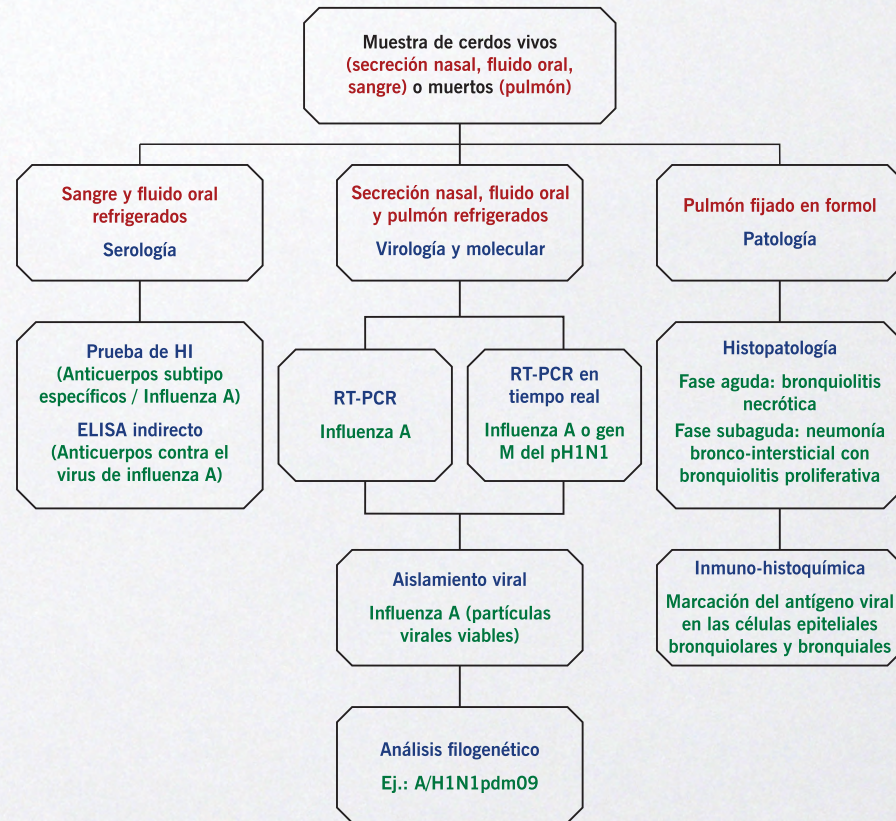 Muestra de cerdos vivos
(secreción nasal, fluido oral,
sangre) o muertos (pulmón)
Sangre y fluido oral
refrigerados
Serología
Secreción nasal, fluido oral
y pulmón refrigerados
Virología y molecular
Pulmón fijado en formol
Patología
Prueba de HI
(Anticuerpos subtipo
específicos / Influenza A)
ELISA indirecto
(Anticuerpos contra el
virus de influenza A)
RT-PCR
Influenza A
RT-PCR en
tiempo real
Influenza A o gen
M del pH1N1
Histopatología
Fase aguda: bronquiolitis
necrótica
Fase subaguda: neumonía
bronco-intersticial con
bronquiolitis proliferativa
Aislamiento viral
Influenza A (partículas
virales viables)
Inmuno-histoquímica
Marcación del antígeno viral
en las células epiteliales
bronquiolares y bronquiales
Análisis filogenético
Ej.: A/H1N1pdm09